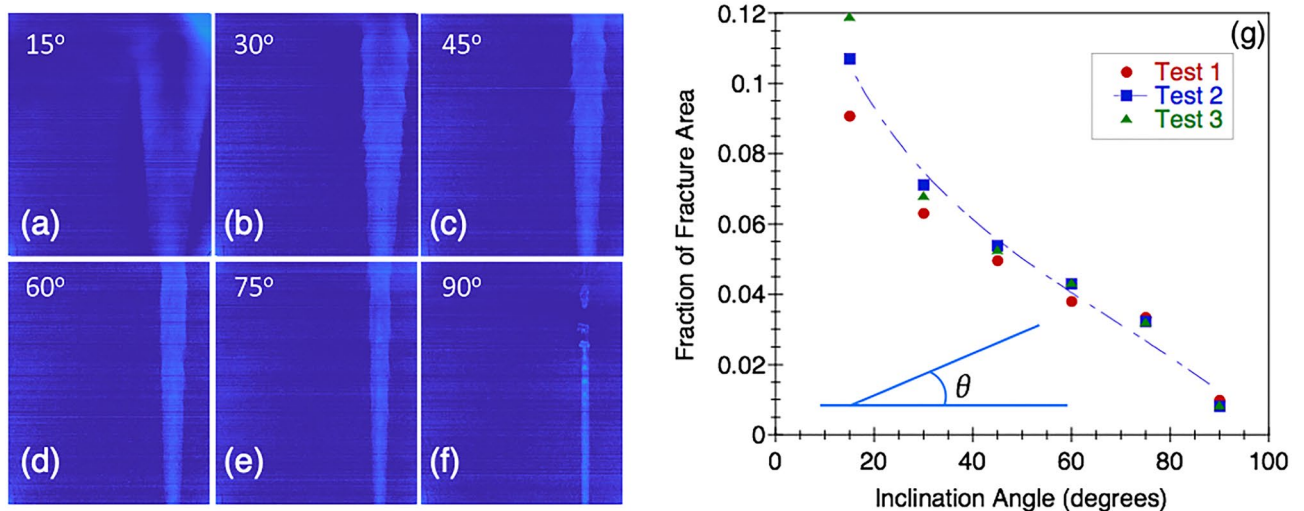 15°
30°
45°
(a)
(b)
(c)
60°
75°
90°
(d)
(e)
(f)
(g)
Test 1
Test 2
Test 3
0.12
0.1
0.08
0.06
0.04
0.02
0
Fraction of Fracture Area
θ
0
20
40
60
80
100
Inclination Angle (degrees)